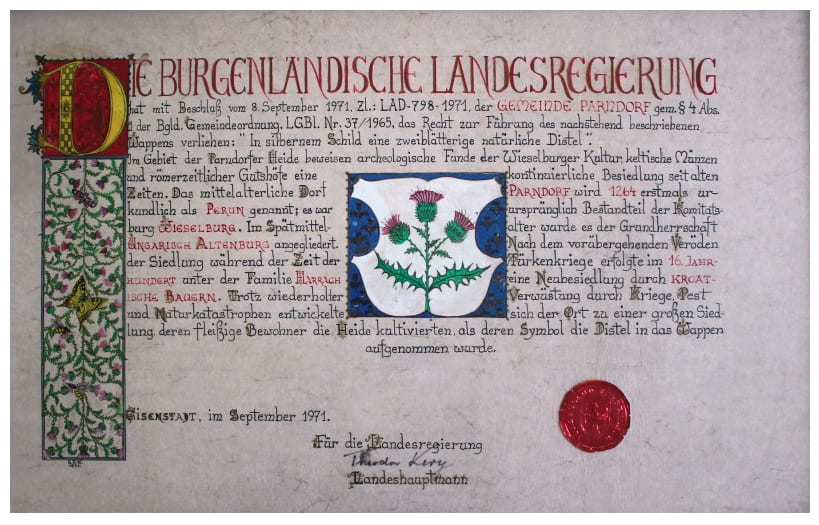 DIE BURGENLÄNDISCHE LANDESREGIERUNG
hat mit Beschluß vom 8. September 1971, Zl.: LAD-798-1971, der GEMEINDE PARNDORF gem. § 4 Abs.
1 der Bgld. Gemeindeordnung, LGBl. Nr. 37/1965, das Recht zur Führung des nachstehend beschriebenen
Wappens verliehen: "In silbernem Schild eine zweiblätterige natürliche Distel".
Im Gebiet der Parndorfer Heide beweisen archeologische Funde der Wieselburger Kultur, keltische Münzen
und römerzeitlicher Gutshöfe eine kontinuierliche Besiedlung seit alten
Zeiten. Das mittelalterliche Dorf PARNDORF wird 1264 erstmals ur-
kundlich als PERUN genannt; es war ursprünglich Bestandteil der Komitats-
burg WIESELBURG. Im Spätmittel- alter wurde es der Grundherrschaft
UNGARISCH ALTENBURG angegliedert. Nach dem vorübergehenden Veröden
der Siedlung während der Zeit der Türkenkriege erfolgte im 16. JAHR-
HUNDERT unter der Familie HARRACH eine Neubesiedlung durch KROAT-
ISCHE BAUERN. Trotz wiederholter Verwüstung durch Kriege, Pest
und Naturkatastrophen entwickelte sich der Ort zu einer großen Sied-
lung, deren fleißige Bewohner die Heide kultivierten, als deren Symbol die Distel in das Wappen
aufgenommen wurde.
EISENSTADT, im September 1971.
Für die Landesregierung
Theodor Kery
Landeshauptmann